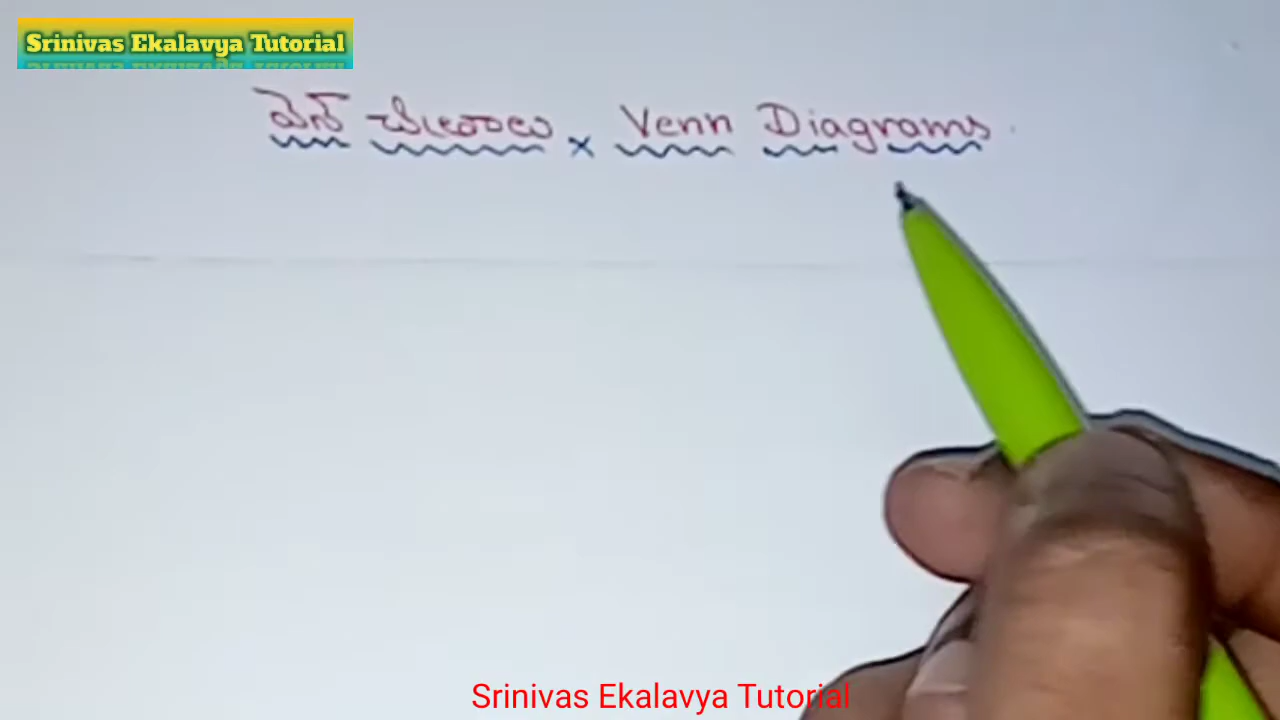 Srinivas Ekalavya Tutorial
వెన్ చిత్రాలు x Venn Diagrams
Srinivas Ekalavya Tutorial